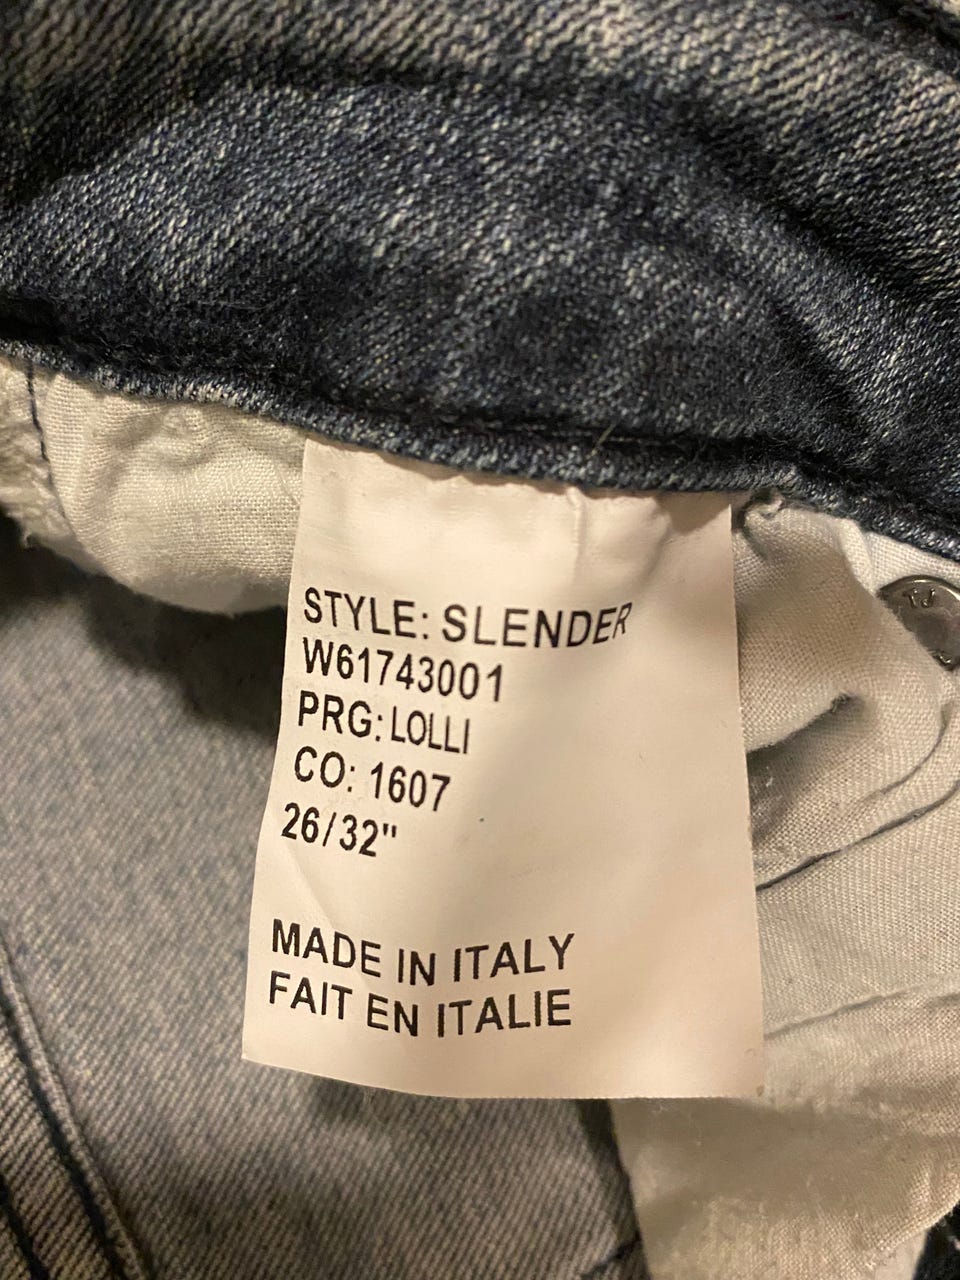 STYLE: SLENDER
W61743001
PRG: LOLLI
CO: 1607
26/32"
MADE IN ITALY
FAIT EN ITALIE